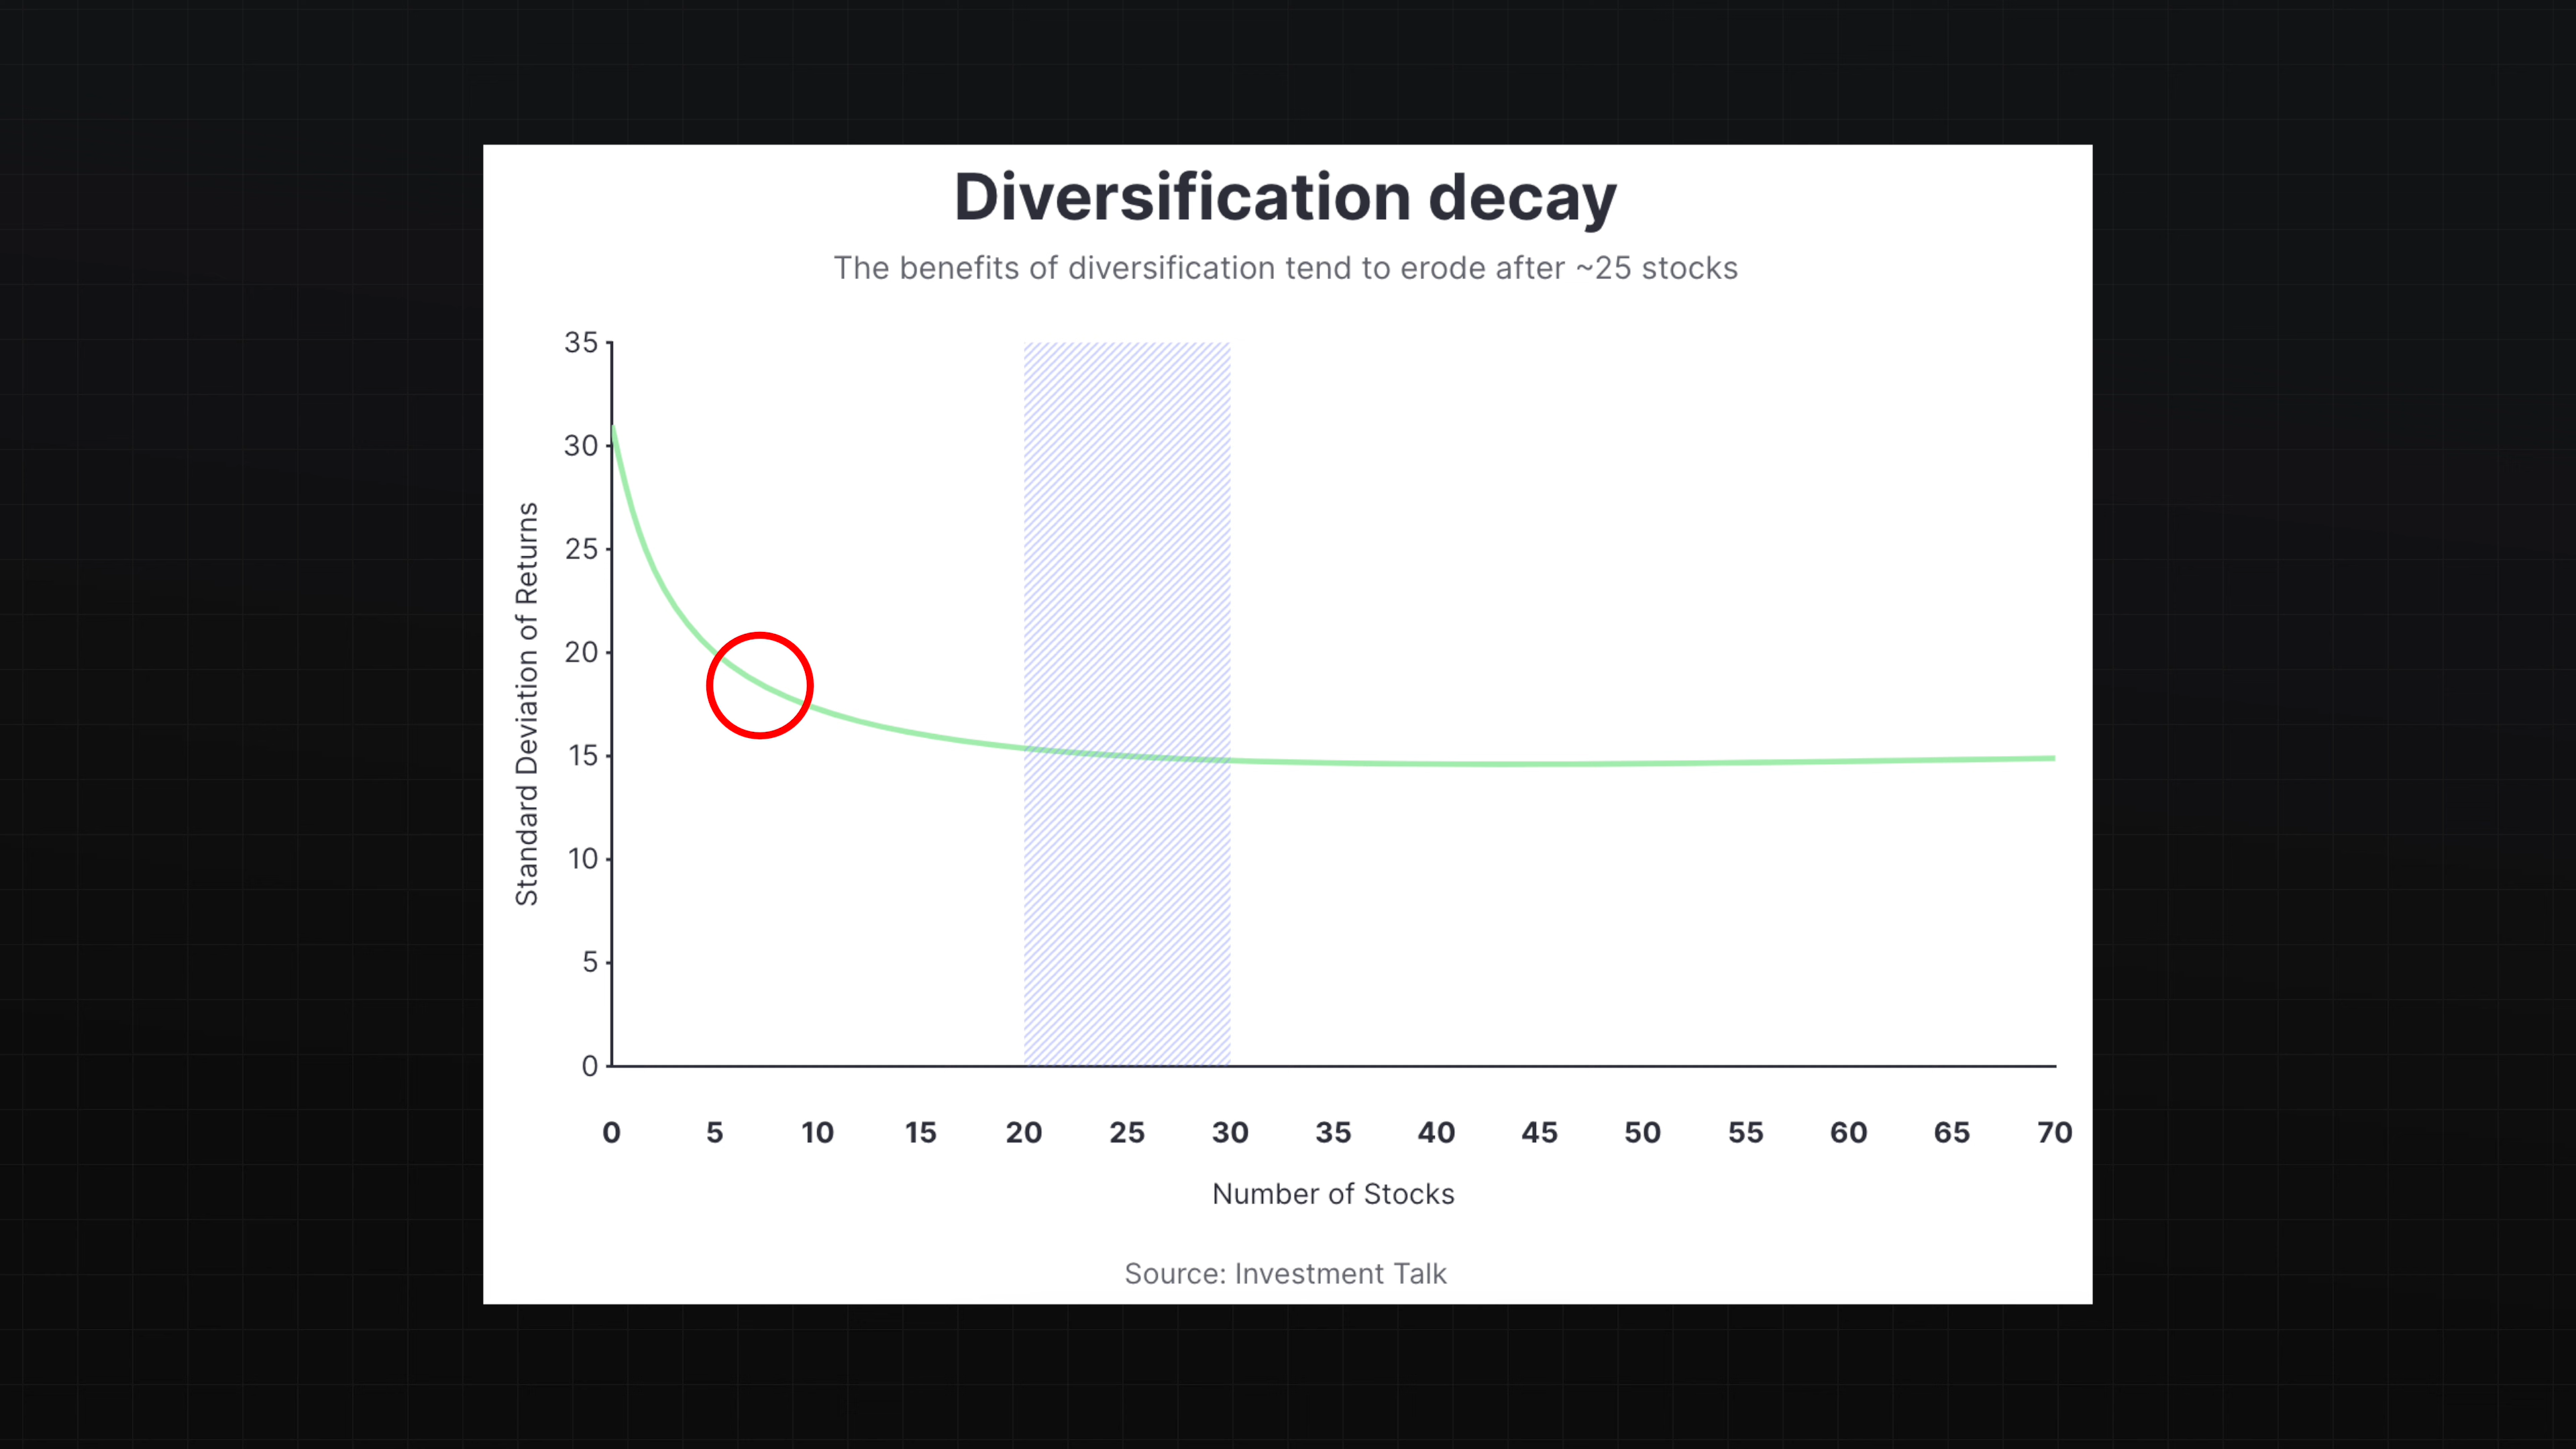 Diversification decay
The benefits of diversification tend to erode after ~25 stocks
35
30
25
20
15
10
5
0
Standard Deviation of Returns
0 5 10 15 20 25 30 35 40 45 50 55 60 65 70
Number of Stocks
Source: Investment Talk